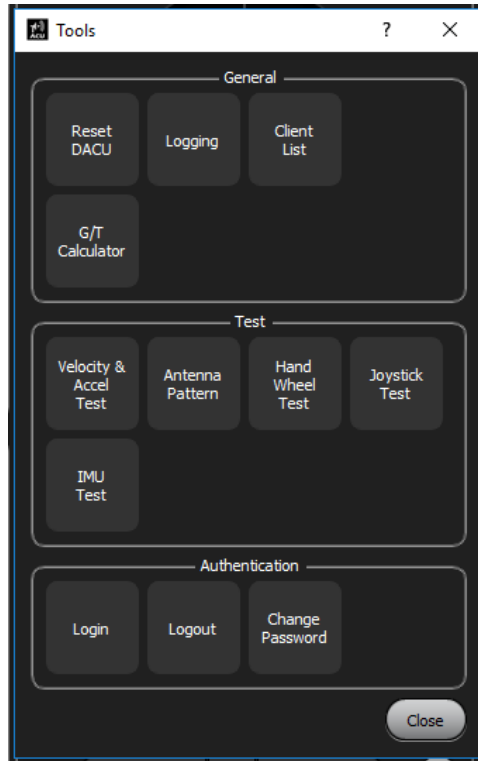 ACU
Tools
?
General
Reset
DACU
Logging
Client
List
G/T
Calculator
Test
Velocity &
Accel
Test
Antenna
Pattern
Hand
Wheel
Test
Joystick
Test
IMU
Test
Authentication
Login
Logout
Change
Password
Close